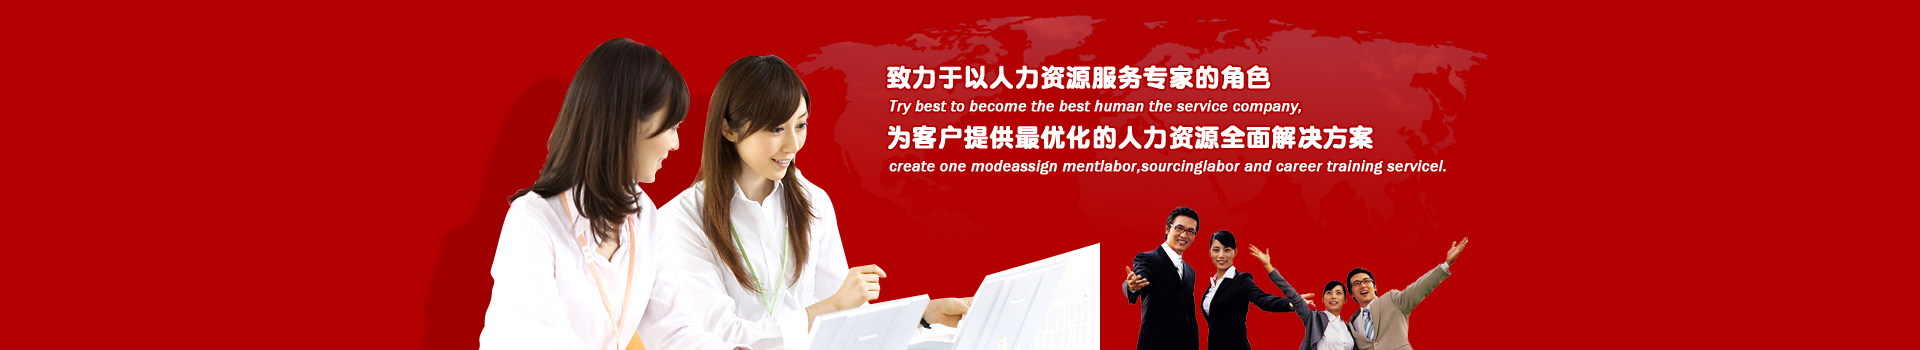 致力于以人力资源服务专家的角色
Try best to become the best human the service company,
为客户提供最优化的人力资源全面解决方案
create one modeassign mentlabor,sourcinglabor and career training servicel.